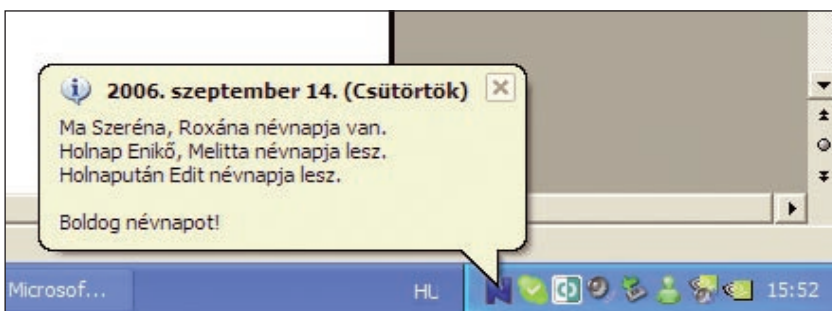 2006. szeptember 14. (Csütörtök)
Ma Szeréna, Roxána névnapja van.
Holnap Enikő, Melitta névnapja lesz.
Holnapután Edit névnapja lesz.
Boldog névnapot!
Microsof...
HU
N
15:52